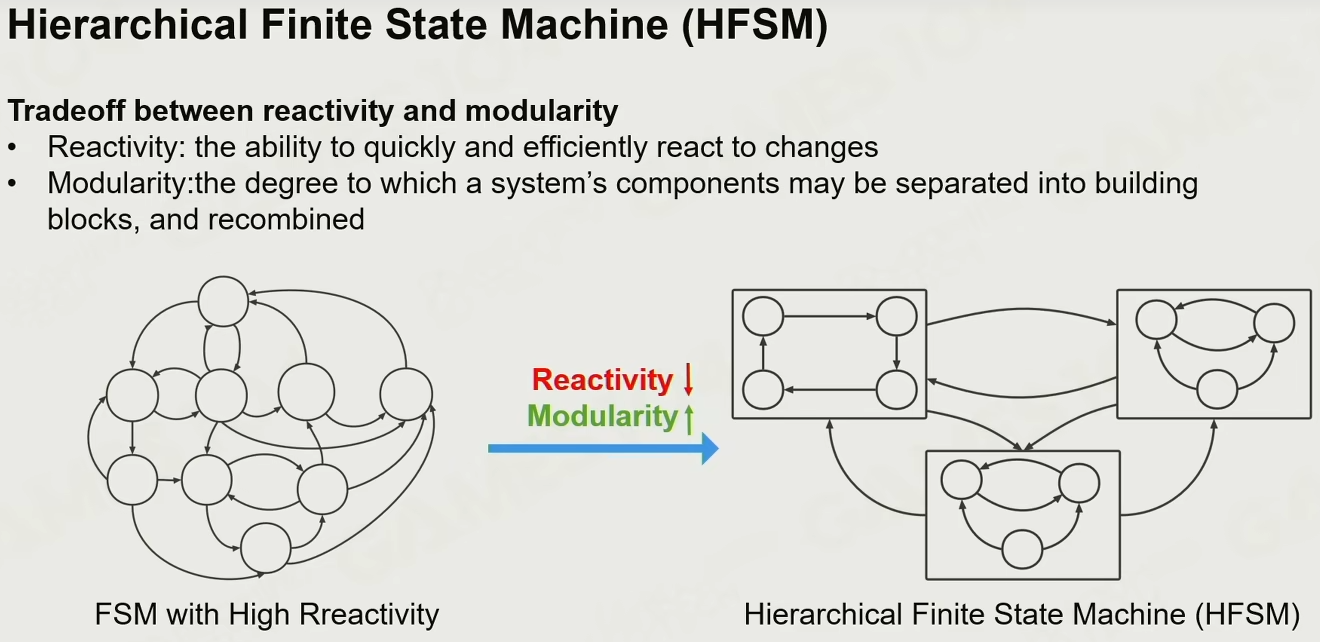 Hierarchical Finite State Machine (HFSM)
Tradeoff between reactivity and modularity
• Reactivity: the ability to quickly and efficiently react to changes
• Modularity:the degree to which a system’s components may be separated into building
blocks, and recombined
Reactivity ↓
Modularity ↑
FSM with High Rreactivity
Hierarchical Finite State Machine (HFSM)